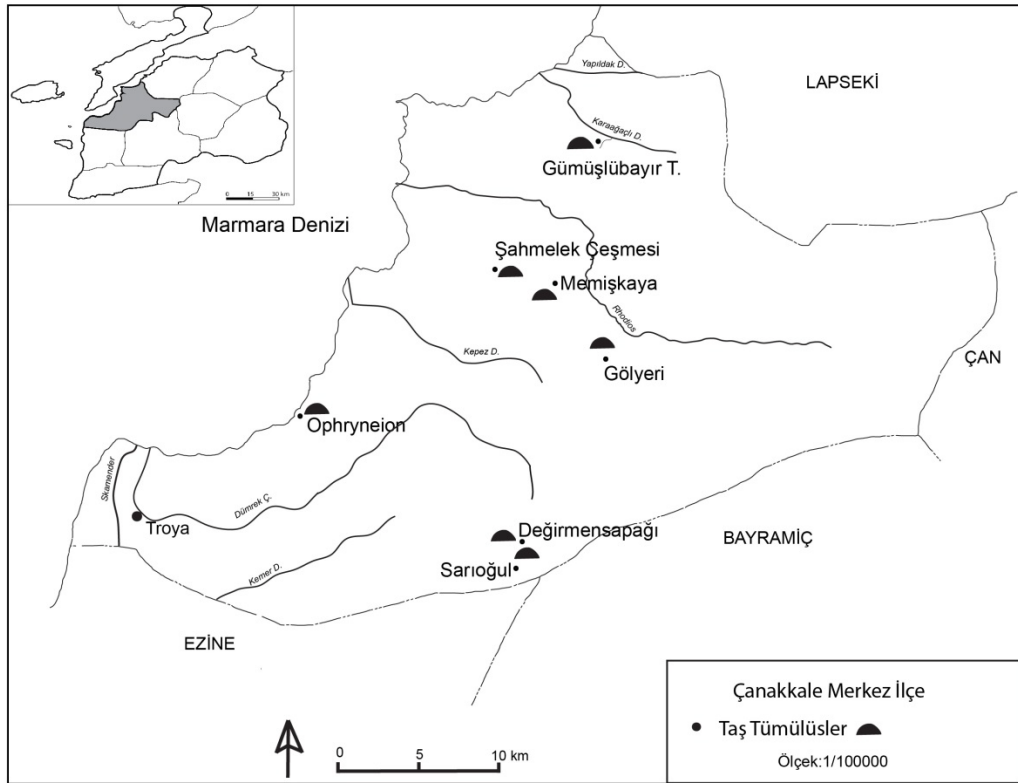 0 15 30 km
Yapıldak D.
LAPSEKİ
Karaağaçlı D.
Gümüşlübayır T.
Marmara Denizi
Şahmelek Çeşmesi
Memişkaya
Rhodios
Kepez D.
Gölyeri
ÇAN
Ophryneion
Skamender
Dümrek Ç.
Troya
Değirmensapağı
BAYRAMİÇ
Sarıoğul
Kemer D.
EZİNE
Çanakkale Merkez İlçe
Taş Tümülüsler
Ölçek:1/100000
0 5 10 km